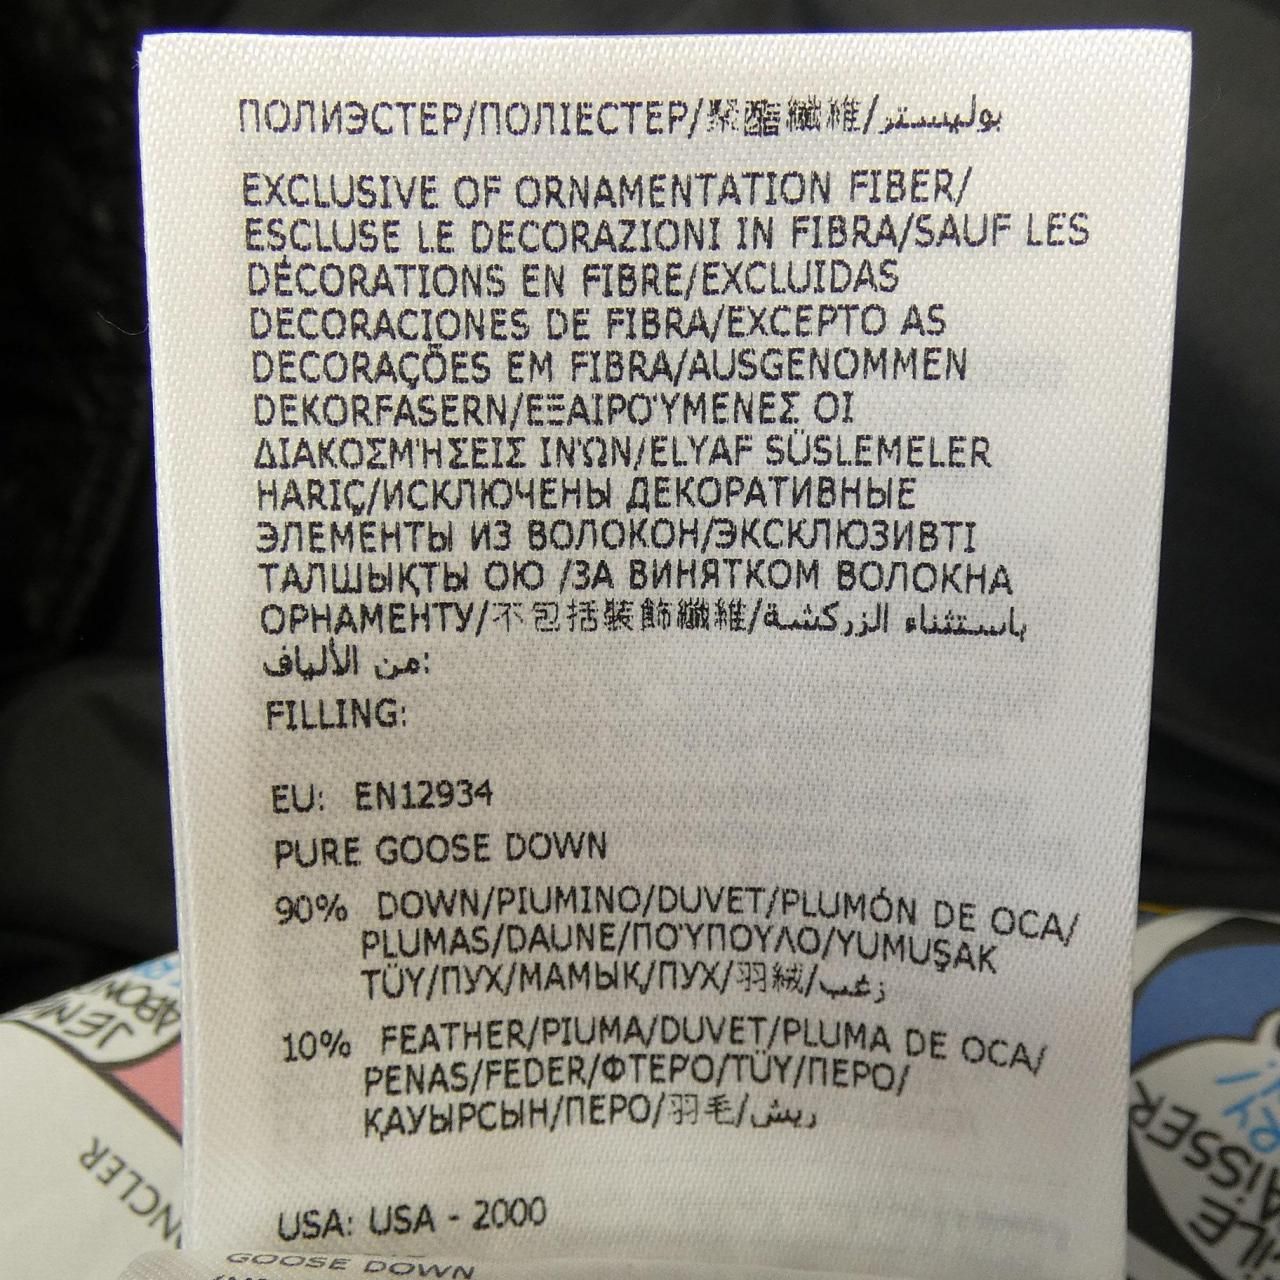 ПОЛИЭСТЕР/ПОЛІЕСТЕР/聚酯纖維/بوليستر
EXCLUSIVE OF ORNAMENTATION FIBER/
ESCLUSE LE DECORAZIONI IN FIBRA/SAUF LES
DÉCORATIONS EN FIBRE/EXCLUIDAS
DECORACIONES DE FIBRA/EXCEPTO AS
DECORAÇÕES EM FIBRA/AUSGENOMMEN
DEKORFASERN/ΕΞΑΙΡΟΎΜΕΝΕΣ ΟΙ
ΔΙΑΚΟΣΜΉΣΕΙΣ ΙΝΏΝ/ELYAF SÜSLEMELER
HARIÇ/ИСКЛЮЧЕНЫ ДЕКОРАТИВНЫЕ
ЭЛЕМЕНТЫ ИЗ ВОЛОКОН/ЭКСКЛЮЗИВТІ
ТАЛШЫҚТЫ ОЮ /ЗА ВИНЯТКОМ ВОЛОКНА
ОРНАМЕНТУ/不包括裝飾纖維/باستثناء الزركشة
من الألياف:
FILLING:
EU: EN12934
PURE GOOSE DOWN
90% DOWN/PIUMINO/DUVET/PLUMÓN DE OCA/
PLUMAS/DAUNE/ΠΟΎΠΟΥΛΟ/YUMUŞAK
TÜY/ПУХ/МАМЫҚ/ПУХ/羽絨/زغب
10% FEATHER/PIUMA/DUVET/PLUMA DE OCA/
PENAS/FEDER/ΦΤΕΡΟ/TÜY/ПЕРО/
ҚАУЫРСЫН/ПЕРО/羽毛/ريش
USA: USA - 2000
GOOSE DOWN